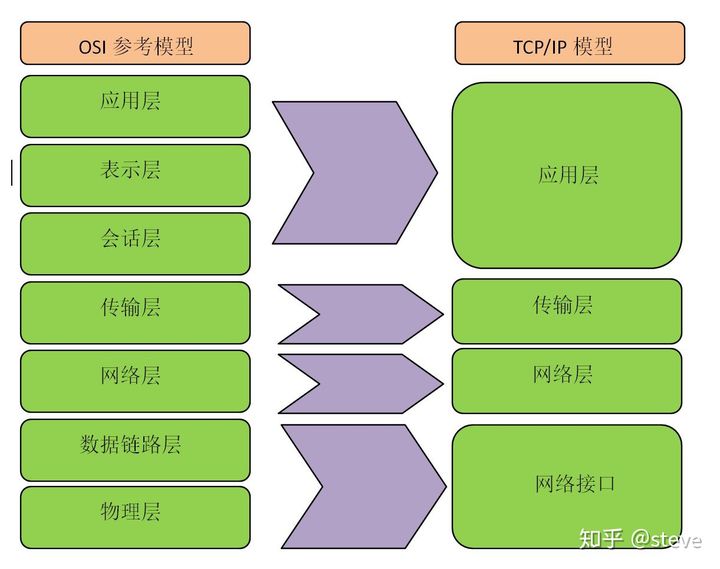 OSI 参考模型
TCP/IP 模型
应用层
表示层
会话层
传输层
网络层
数据链路层
物理层
应用层
传输层
网络层
网络接口
知乎 @steve